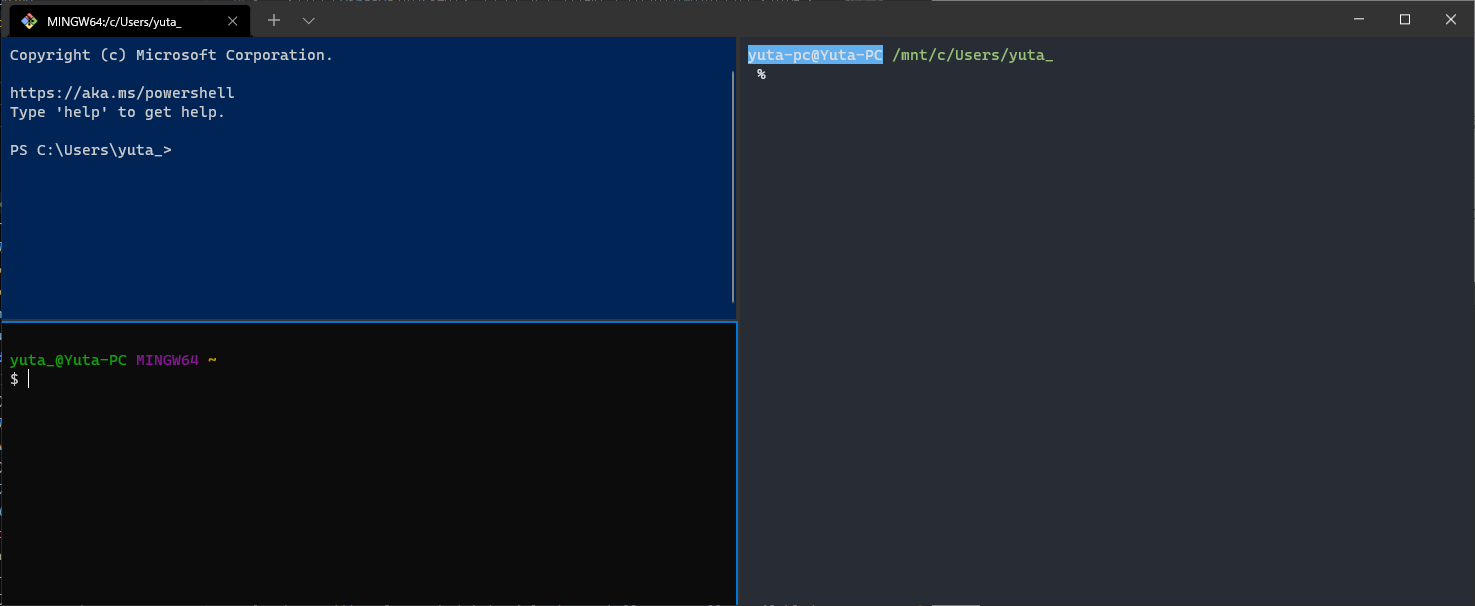 MINGW64:/c/Users/yuta_
Copyright (c) Microsoft Corporation.
https://aka.ms/powershell
Type 'help' to get help.
PS C:\Users\yuta_>
yuta_@Yuta-PC MINGW64 ~
$
yuta-pc@Yuta-PC /mnt/c/Users/yuta_
%